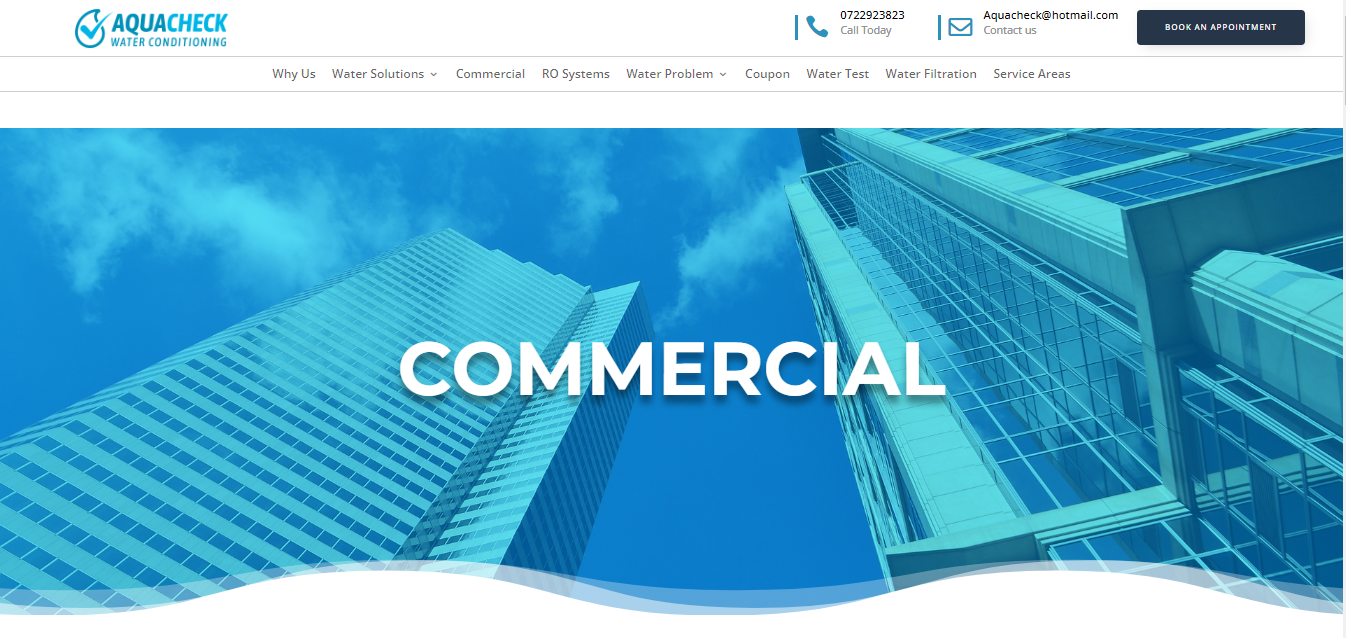 AQUACHECK
WATER CONDITIONING
0722923823
Call Today
Aquacheck@hotmail.com
Contact us
BOOK AN APPOINTMENT
Why Us Water Solutions Commercial RO Systems Water Problem Coupon Water Test Water Filtration Service Areas
COMMERCIAL